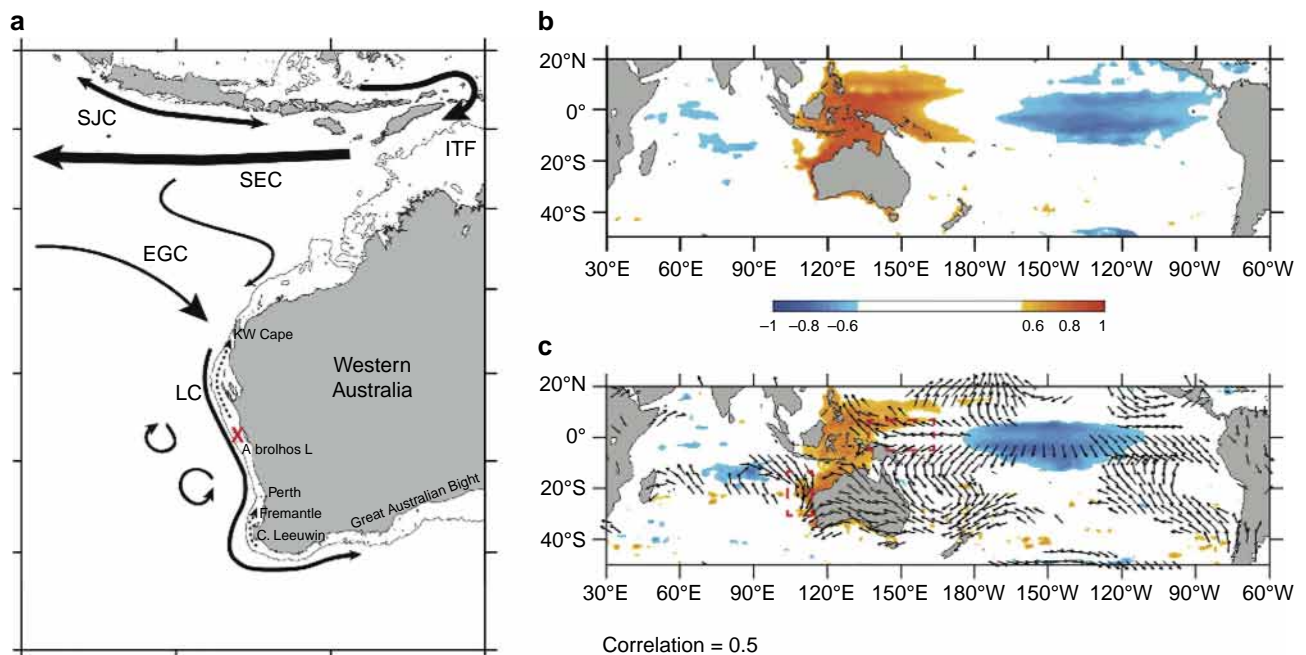 a
SJC
ITF
SEC
EGC
KW Cape
LC
Western
Australia
X
A brolhos L
Perth
Fremantle
C. Leeuwin
Great Australian Bight
b
20°N
0°
20°S
40°S
30°E 60°E 90°E 120°E 150°E 180°W 150°W 120°W 90°W 60°W
–1 –0.8 –0.6 0.6 0.8 1
c
20°N
0°
20°S
40°S
30°E 60°E 90°E 120°E 150°E 180°W 150°W 120°W 90°W 60°W
Correlation = 0.5